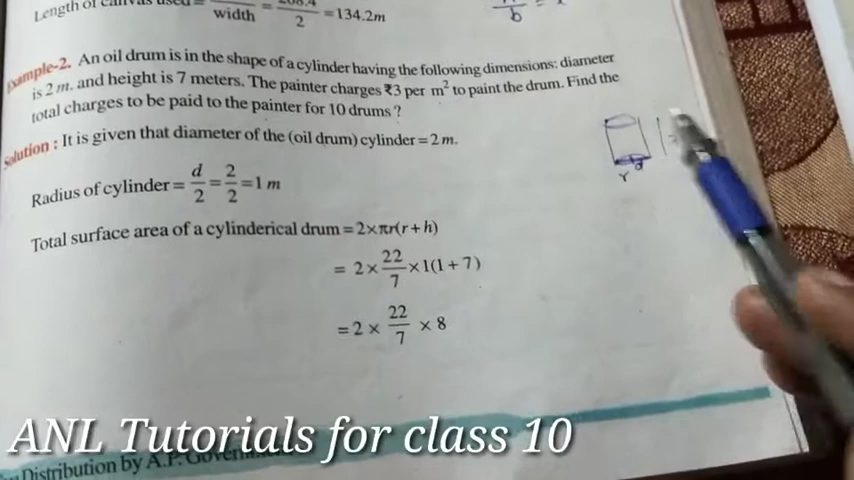 Length of canvas used = width = 2 = 134.2m
b
Example-2. An oil drum is in the shape of a cylinder having the following dimensions: diameter
is 2 m. and height is 7 meters. The painter charges ₹3 per m² to paint the drum. Find the
total charges to be paid to the painter for 10 drums ?
Solution : It is given that diameter of the (oil drum) cylinder = 2 m.
Radius of cylinder = d/2 = 2/2 = 1 m
r
Total surface area of a cylinderical drum = 2×πr(r + h)
= 2× 22/7 ×1(1 + 7)
= 2 × 22/7 × 8
ANL Tutorials for class 10
Distribution by A.P.